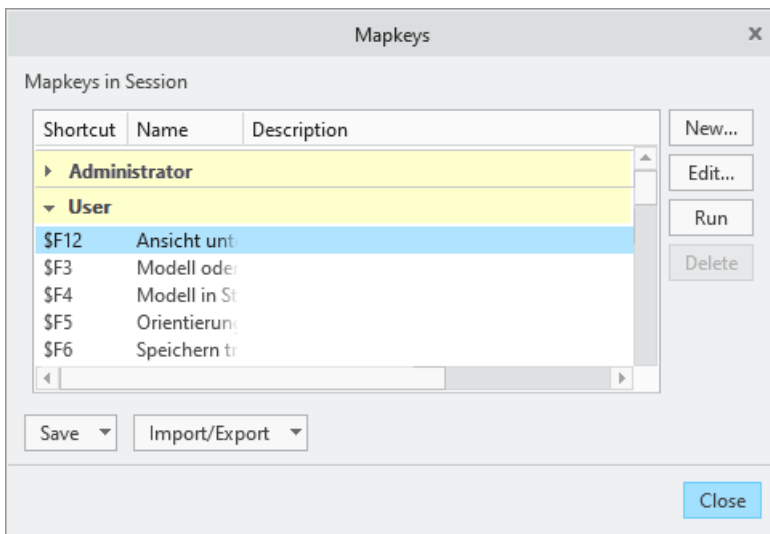 Mapkeys
Mapkeys in Session
Shortcut Name Description
Administrator
User
$F12 Ansicht
$F3 Modell
$F4 Modell in
$F5
$F6 Speichern
New...
Edit...
Run
Delete
Save Import/Export
Close